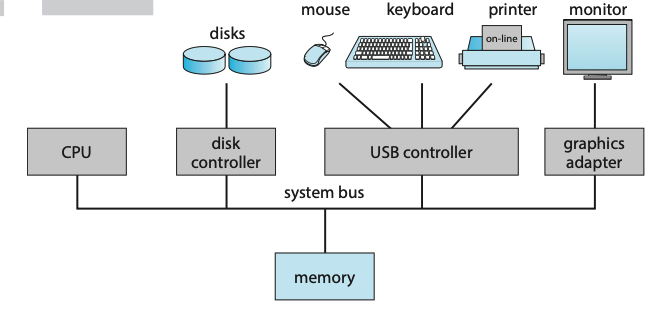 mouse
keyboard
printer
monitor
disks
on-line
CPU
disk
controller
USB controller
graphics
adapter
system bus
memory